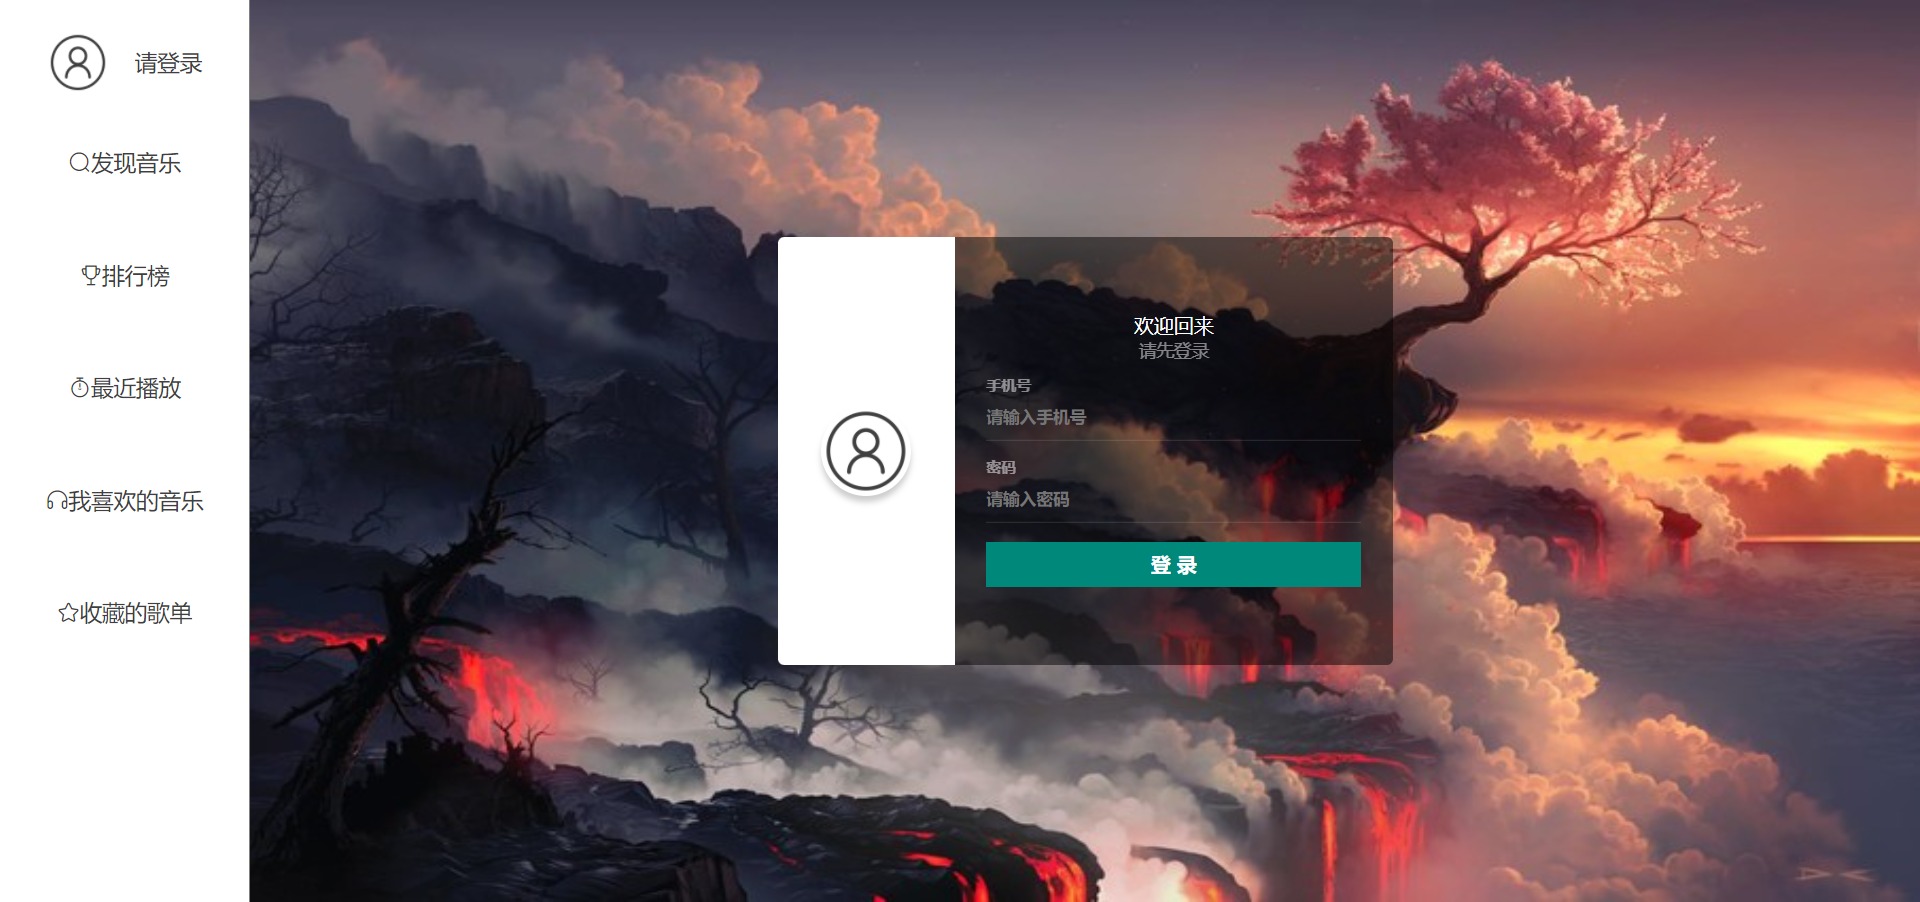 请登录
发现音乐
排行榜
最近播放
我喜欢的音乐
收藏的歌单
欢迎回来
请先登录
手机号
请输入手机号
密码
请输入密码
登 录